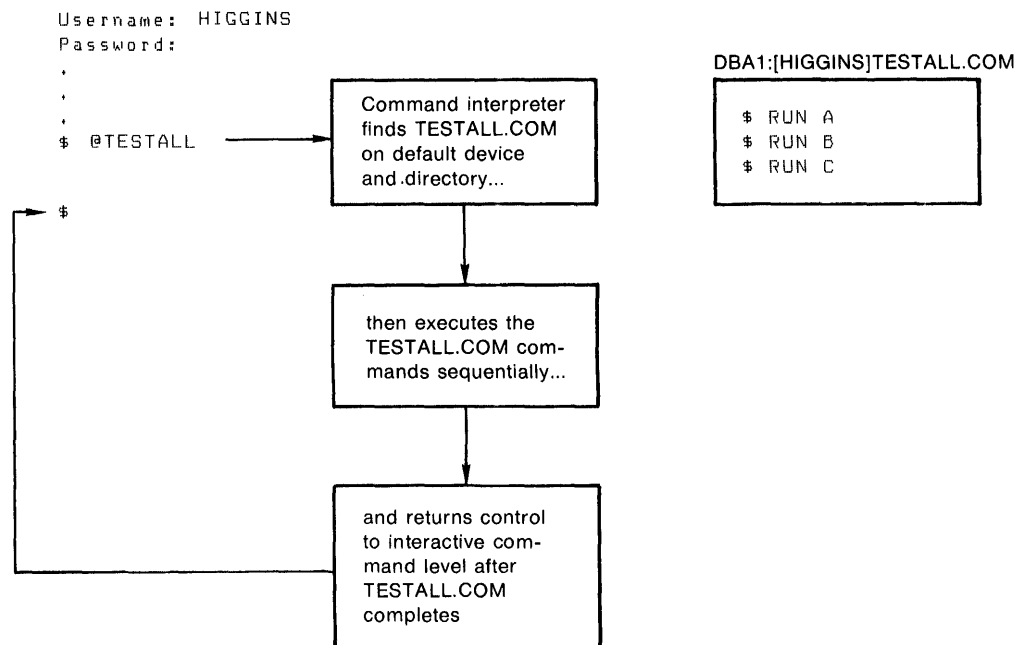 Username: HIGGINS
Password:
.
.
.
$ @TESTALL
$
Command interpreter
finds TESTALL.COM
on default device
and directory...
then executes the
TESTALL.COM com-
mands sequentially...
and returns control
to interactive com-
mand level after
TESTALL.COM
completes
DBA1:[HIGGINS]TESTALL.COM
$ RUN A
$ RUN B
$ RUN C